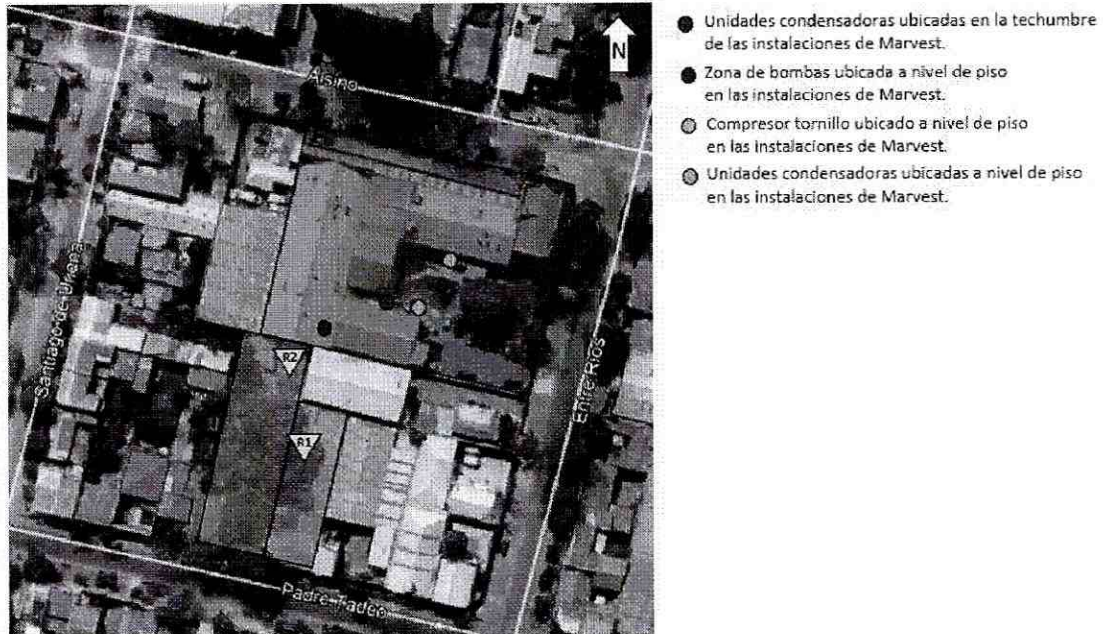 Unidades condensadoras ubicadas en la techumbre
de las instalaciones de Marvest.
Zona de bombas ubicada a nivel de piso
en las instalaciones de Marvest.
Compresor tornillo ubicado a nivel de piso
en las instalaciones de Marvest.
Unidades condensadoras ubicadas a nivel de piso
en las instalaciones de Marvest.
N
Alsino
Santiago de Uriona
Entre Ríos
R2
R1
Padre Tadeo